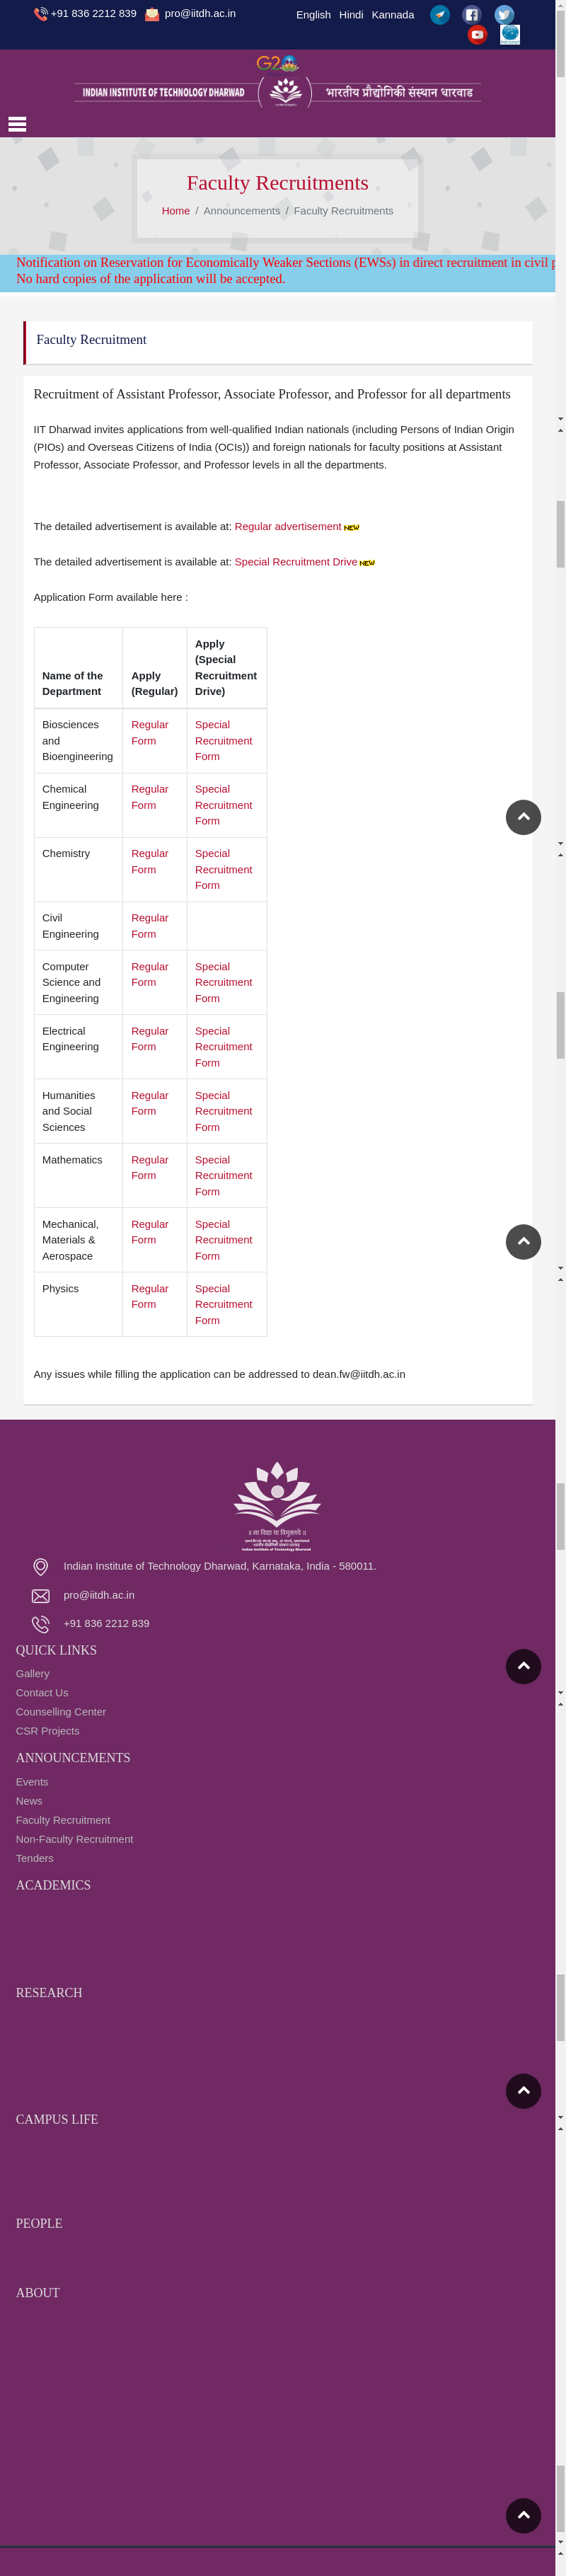 +91 836 2212 839 pro@iitdh.ac.in English Hindi Kannada
G20
INDIAN INSTITUTE OF TECHNOLOGY DHARWAD भारतीय प्रौद्योगिकी संस्थान धारवाड
Faculty Recruitments
Home / Announcements / Faculty Recruitments
Notification on Reservation for Economically Weaker Sections (EWSs) in direct recruitment in civil p
No hard copies of the application will be accepted.
Faculty Recruitment
Recruitment of Assistant Professor, Associate Professor, and Professor for all departments
IIT Dharwad invites applications from well-qualified Indian nationals (including Persons of Indian Origin
(PIOs) and Overseas Citizens of India (OCIs)) and foreign nationals for faculty positions at Assistant
Professor, Associate Professor, and Professor levels in all the departments.
The detailed advertisement is available at: Regular advertisement NEW
The detailed advertisement is available at: Special Recruitment Drive NEW
Application Form available here :
Name of the
Department
Apply
(Regular)
Apply
(Special
Recruitment
Drive)
Biosciences
and
Bioengineering
Regular
Form
Special
Recruitment
Form
Chemical
Engineering
Regular
Form
Special
Recruitment
Form
Chemistry
Regular
Form
Special
Recruitment
Form
Civil
Engineering
Regular
Form
Computer
Science and
Engineering
Regular
Form
Special
Recruitment
Form
Electrical
Engineering
Regular
Form
Special
Recruitment
Form
Humanities
and Social
Sciences
Regular
Form
Special
Recruitment
Form
Mathematics
Regular
Form
Special
Recruitment
Form
Mechanical,
Materials &
Aerospace
Regular
Form
Special
Recruitment
Form
Physics
Regular
Form
Special
Recruitment
Form
Any issues while filling the application can be addressed to dean.fw@iitdh.ac.in
॥ सा विद्या या विमुक्तये ॥
Indian Institute of Technology Dharwad
Indian Institute of Technology Dharwad, Karnataka, India - 580011.
pro@iitdh.ac.in
+91 836 2212 839
QUICK LINKS
Gallery
Contact Us
Counselling Center
CSR Projects
ANNOUNCEMENTS
Events
News
Faculty Recruitment
Non-Faculty Recruitment
Tenders
ACADEMICS
RESEARCH
CAMPUS LIFE
PEOPLE
ABOUT